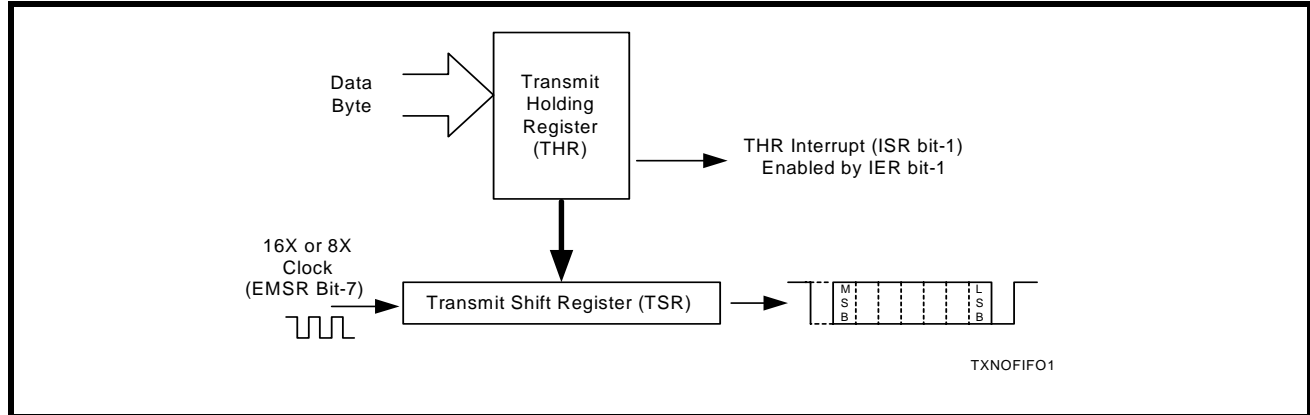 Data
Byte
Transmit
Holding
Register
(THR)
THR Interrupt (ISR bit-1)
Enabled by IER bit-1
16X or 8X
Clock
(EMSR Bit-7)
Transmit Shift Register (TSR)
M
S
B
L
S
B
TXNOFIFO1